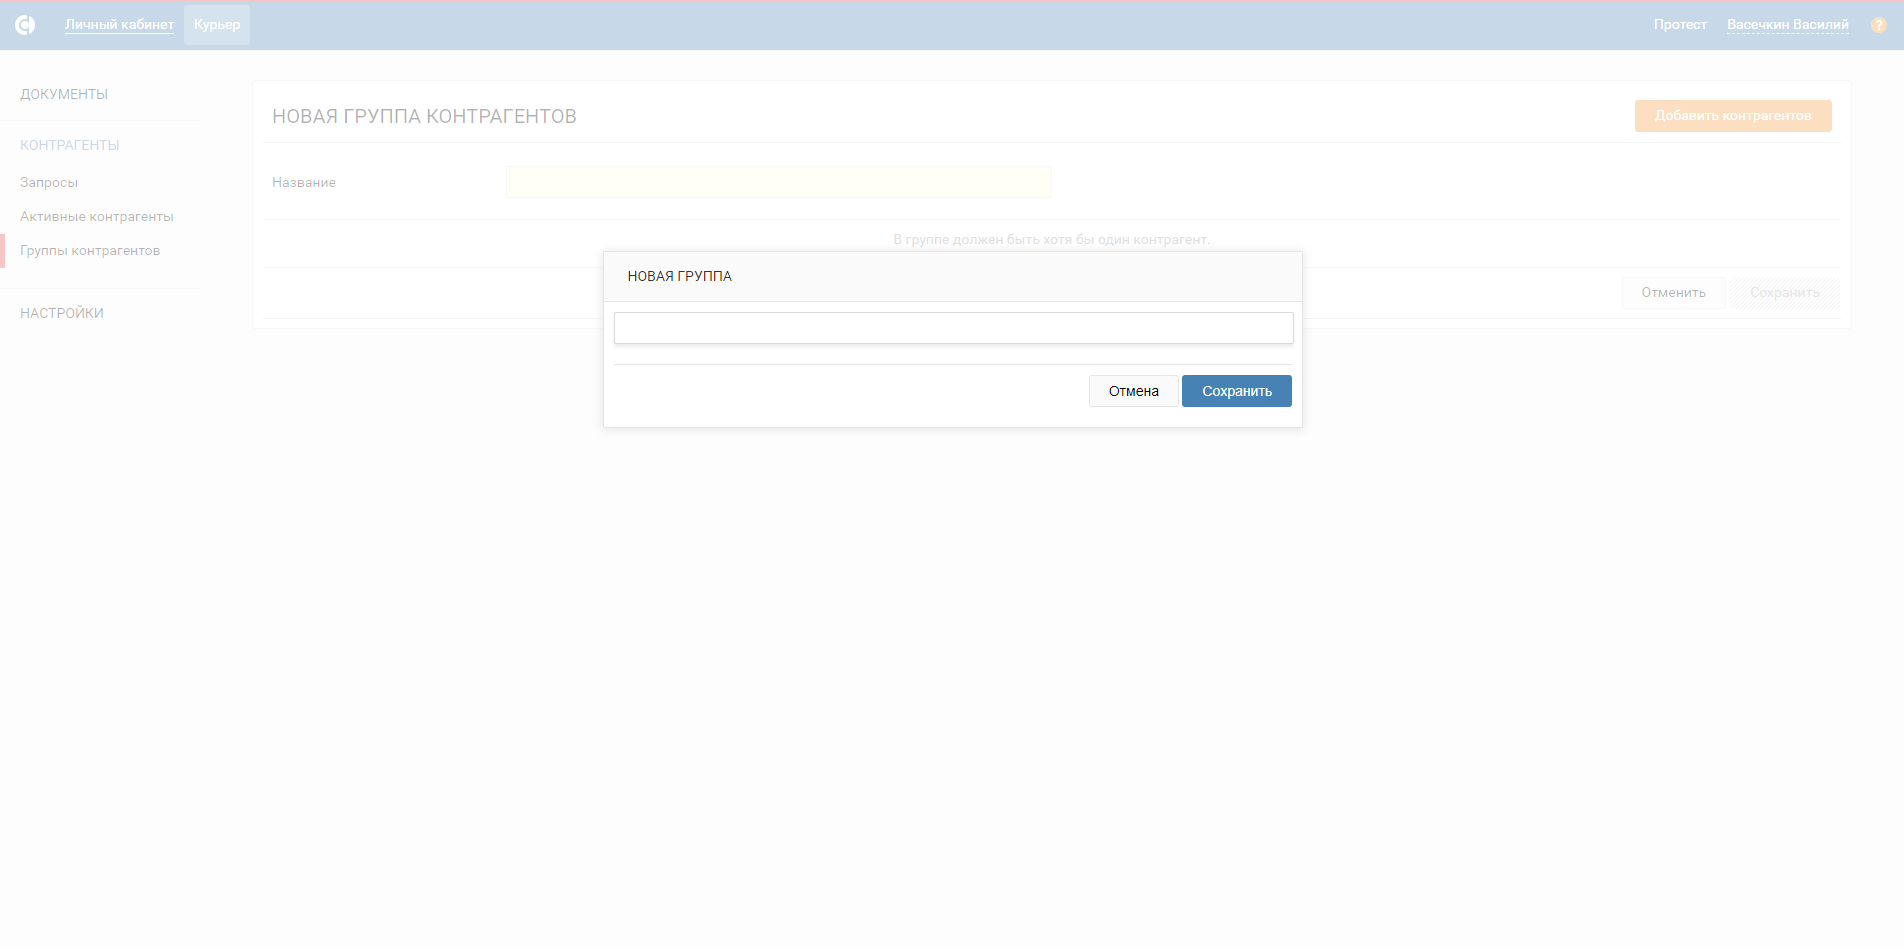 Личный кабинет Курьер Протест Васечкин Василий ?
ДОКУМЕНТЫ
КОНТРАГЕНТЫ
Запросы
Активные контрагенты
Группы контрагентов
НАСТРОЙКИ
НОВАЯ ГРУППА КОНТРАГЕНТОВ
Добавить контрагентов
Название
В группе должен быть хотя бы один контрагент.
Отменить Сохранить
НОВАЯ ГРУППА
Отмена Сохранить